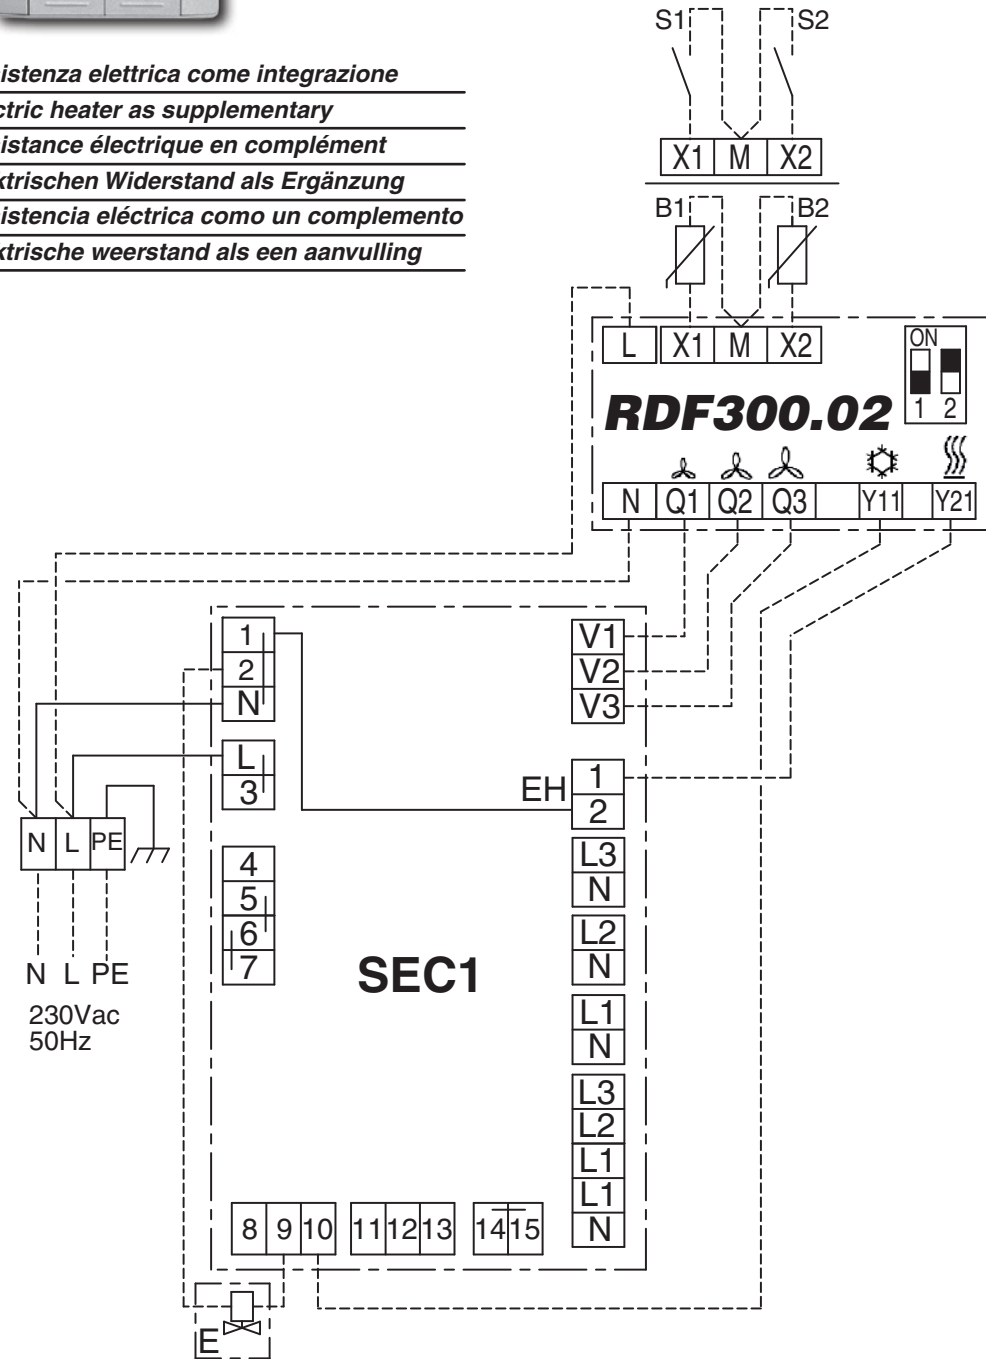 S1 S2
istenza elettrica come integrazione
ctric heater as supplementary
istance électrique en complément
ktrischen Widerstand als Ergänzung
istencia eléctrica como un complemento
ktrische weerstand als een aanvulling
X1 M X2
B1 B2
L X1 M X2
ON
1 2
RDF300.02
N Q1 Q2 Q3 Y11 Y21
1
2
N
L
3
V1
V2
V3
EH
1
2
N L PE
4
5
6
7
L3
N
L2
N
L1
N
L3
L2
L1
L1
N
SEC1
N L PE
230Vac
50Hz
8 9 10 11 12 13 14 15
E